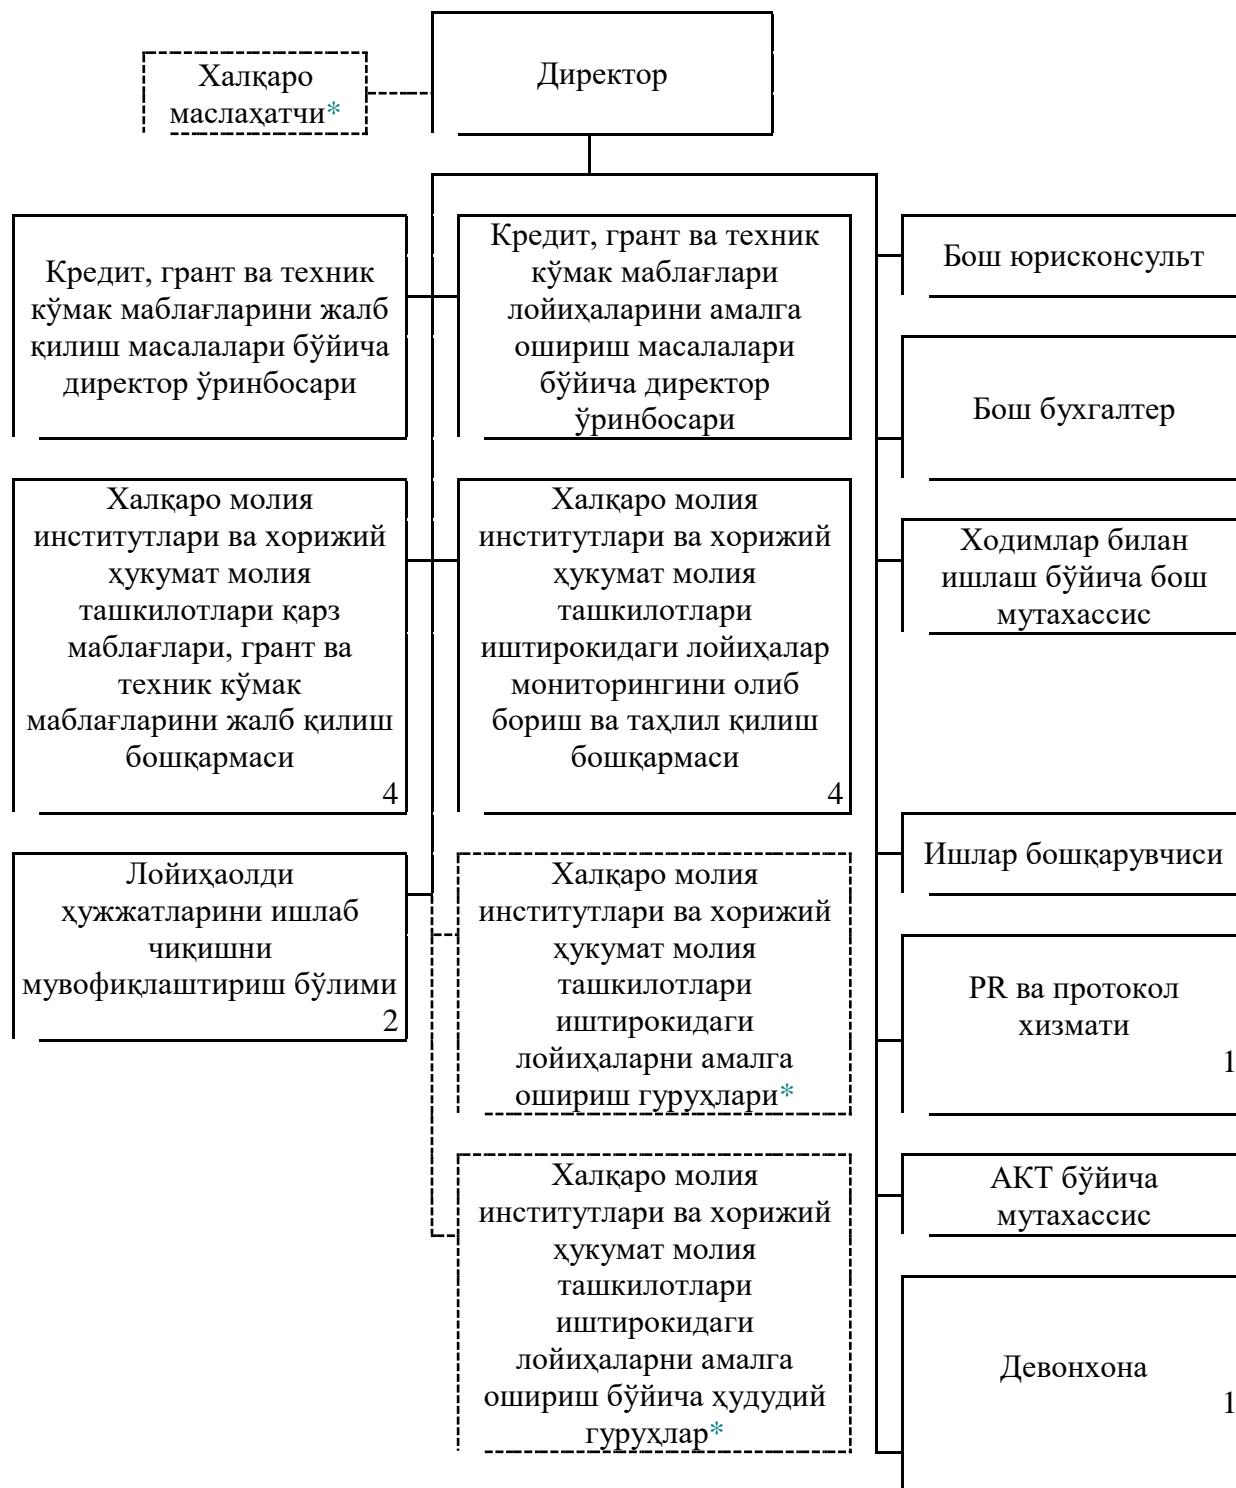 Директор
Халқаро
маслаҳатчи*
Кредит, грант ва техник
кўмак маблағларини жалб
қилиш масалалари бўйича
директор ўринбосари
Кредит, грант ва техник
кўмак маблағлари
лойиҳаларини амалга
ошириш масалалари
бўйича директор
ўринбосари
Бош юрисконсульт
Бош бухгалтер
Халқаро молия
институтлари ва хорижий
ҳукумат молия
ташкилотлари қарз
маблағлари, грант ва
техник кўмак
маблағларини жалб қилиш
бошқармаси
4
Халқаро молия
институтлари ва хорижий
ҳукумат молия
ташкилотлари
иштирокидаги лойиҳалар
мониторингини олиб
бориш ва таҳлил қилиш
бошқармаси
4
Ходимлар билан
ишлаш бўйича бош
мутахассис
Ишлар бошқарувчиси
Лойиҳаолди
ҳужжатларини ишлаб
чиқишни
мувофиқлаштириш бўлими
2
Халқаро молия
институтлари ва хорижий
ҳукумат молия
ташкилотлари
иштирокидаги
лойиҳаларни амалга
ошириш гуруҳлари*
PR ва протокол
хизмати
1
Халқаро молия
институтлари ва хорижий
ҳукумат молия
ташкилотлари
иштирокидаги
лойиҳаларни амалга
ошириш бўйича ҳудудий
гуруҳлар*
АКТ бўйича
мутахассис
Девонхона
1